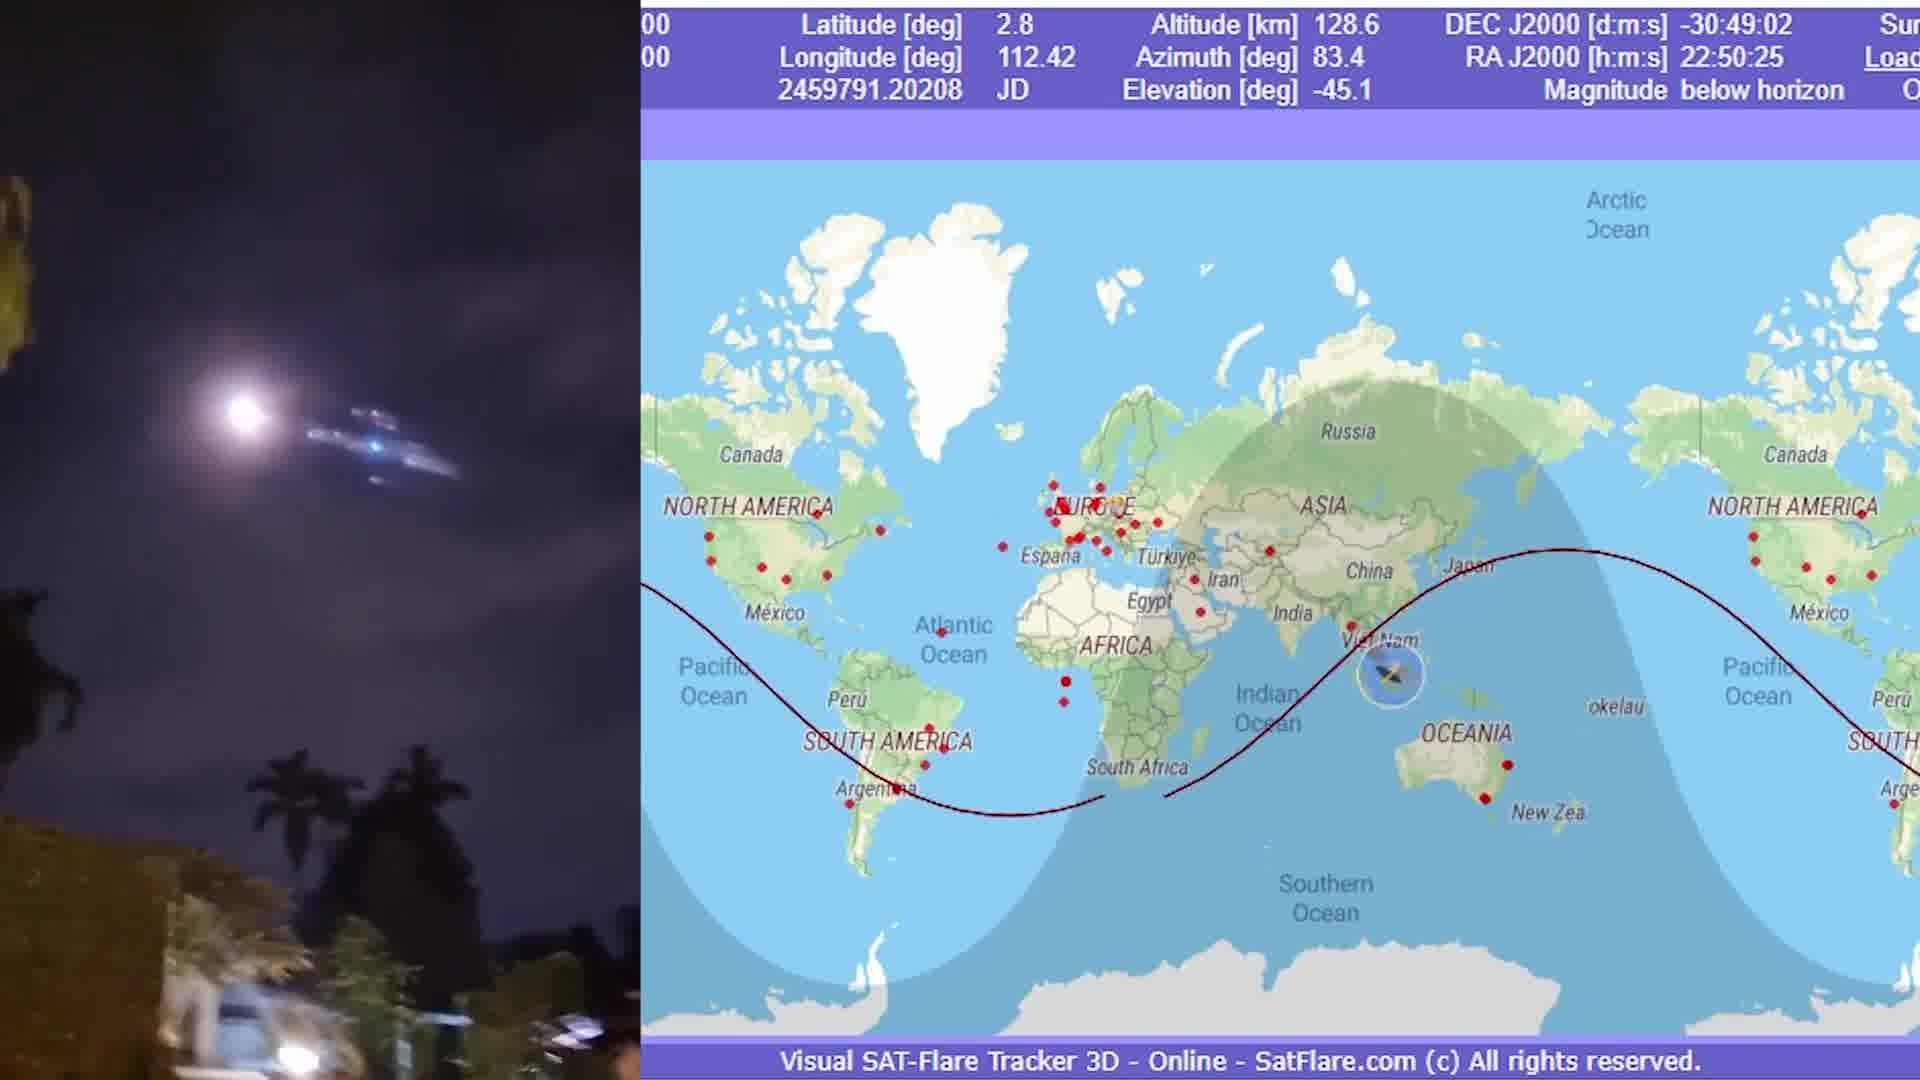 00 Latitude [deg] 2.8 Altitude [km] 128.6 DEC J2000 [d:m:s] -30:49:02 Sun
00 Longitude [deg] 112.42 Azimuth [deg] 83.4 RA J2000 [h:m:s] 22:50:25 Load
2459791.20208 JD Elevation [deg] -45.1 Magnitude below horizon O
Arctic
Ocean
Russia
Canada
Canada
NORTH AMERICA
EUROPE
ASIA
NORTH AMERICA
España
Türkiye
Iran
China
Japan
México
Egypt
India
México
Atlantic
Ocean
AFRICA
Viet Nam
Pacific
Ocean
Perú
Indian
Ocean
okelau
Pacific
Ocean
Perú
SOUTH AMERICA
OCEANIA
SOUTH
South Africa
Argentina
Arge
New Zea
Southern
Ocean
Visual SAT-Flare Tracker 3D - Online - SatFlare.com (c) All rights reserved.